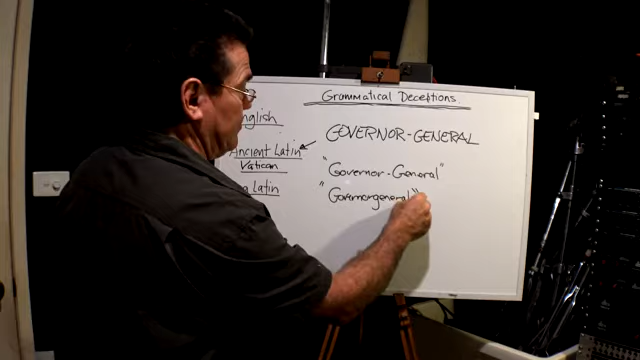 Grammatical Deceptions
English
GOVERNOR-GENERAL
Ancient Latin
Vatican
"Governor-General"
Latin
"Governorgeneral"